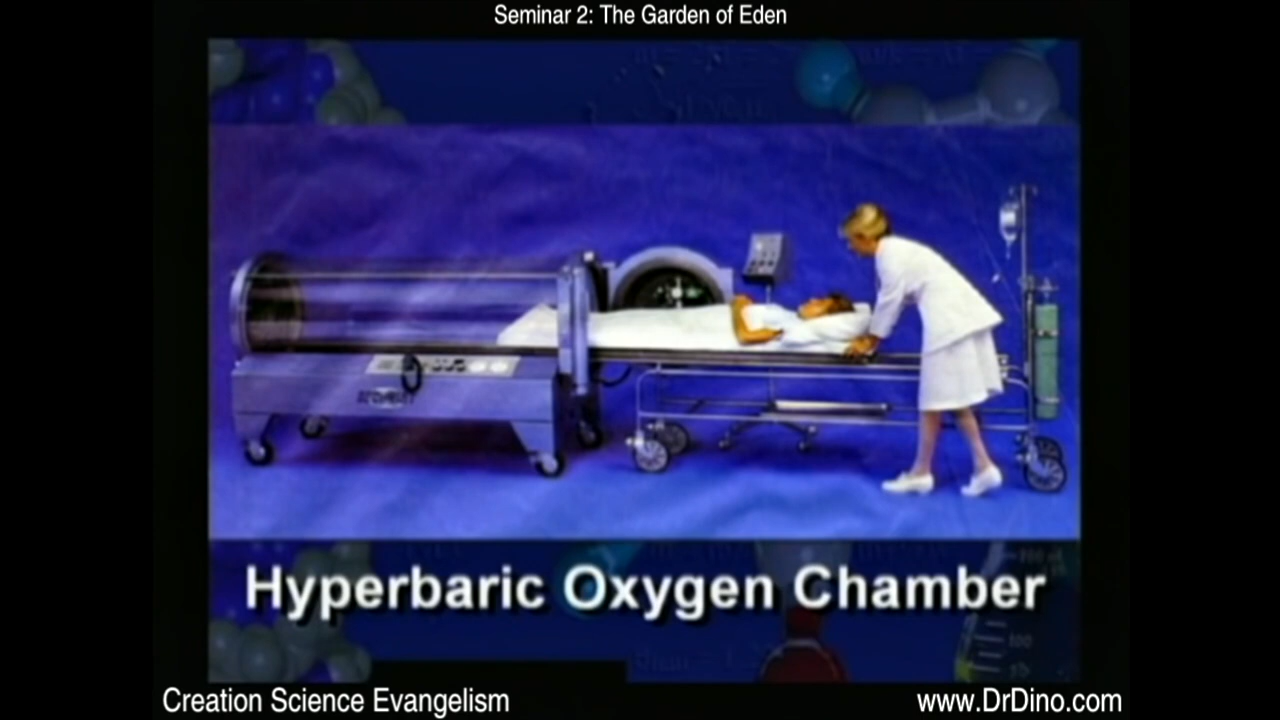 Seminar 2: The Garden of Eden
Hyperbaric Oxygen Chamber
Creation Science Evangelism
www.DrDino.com